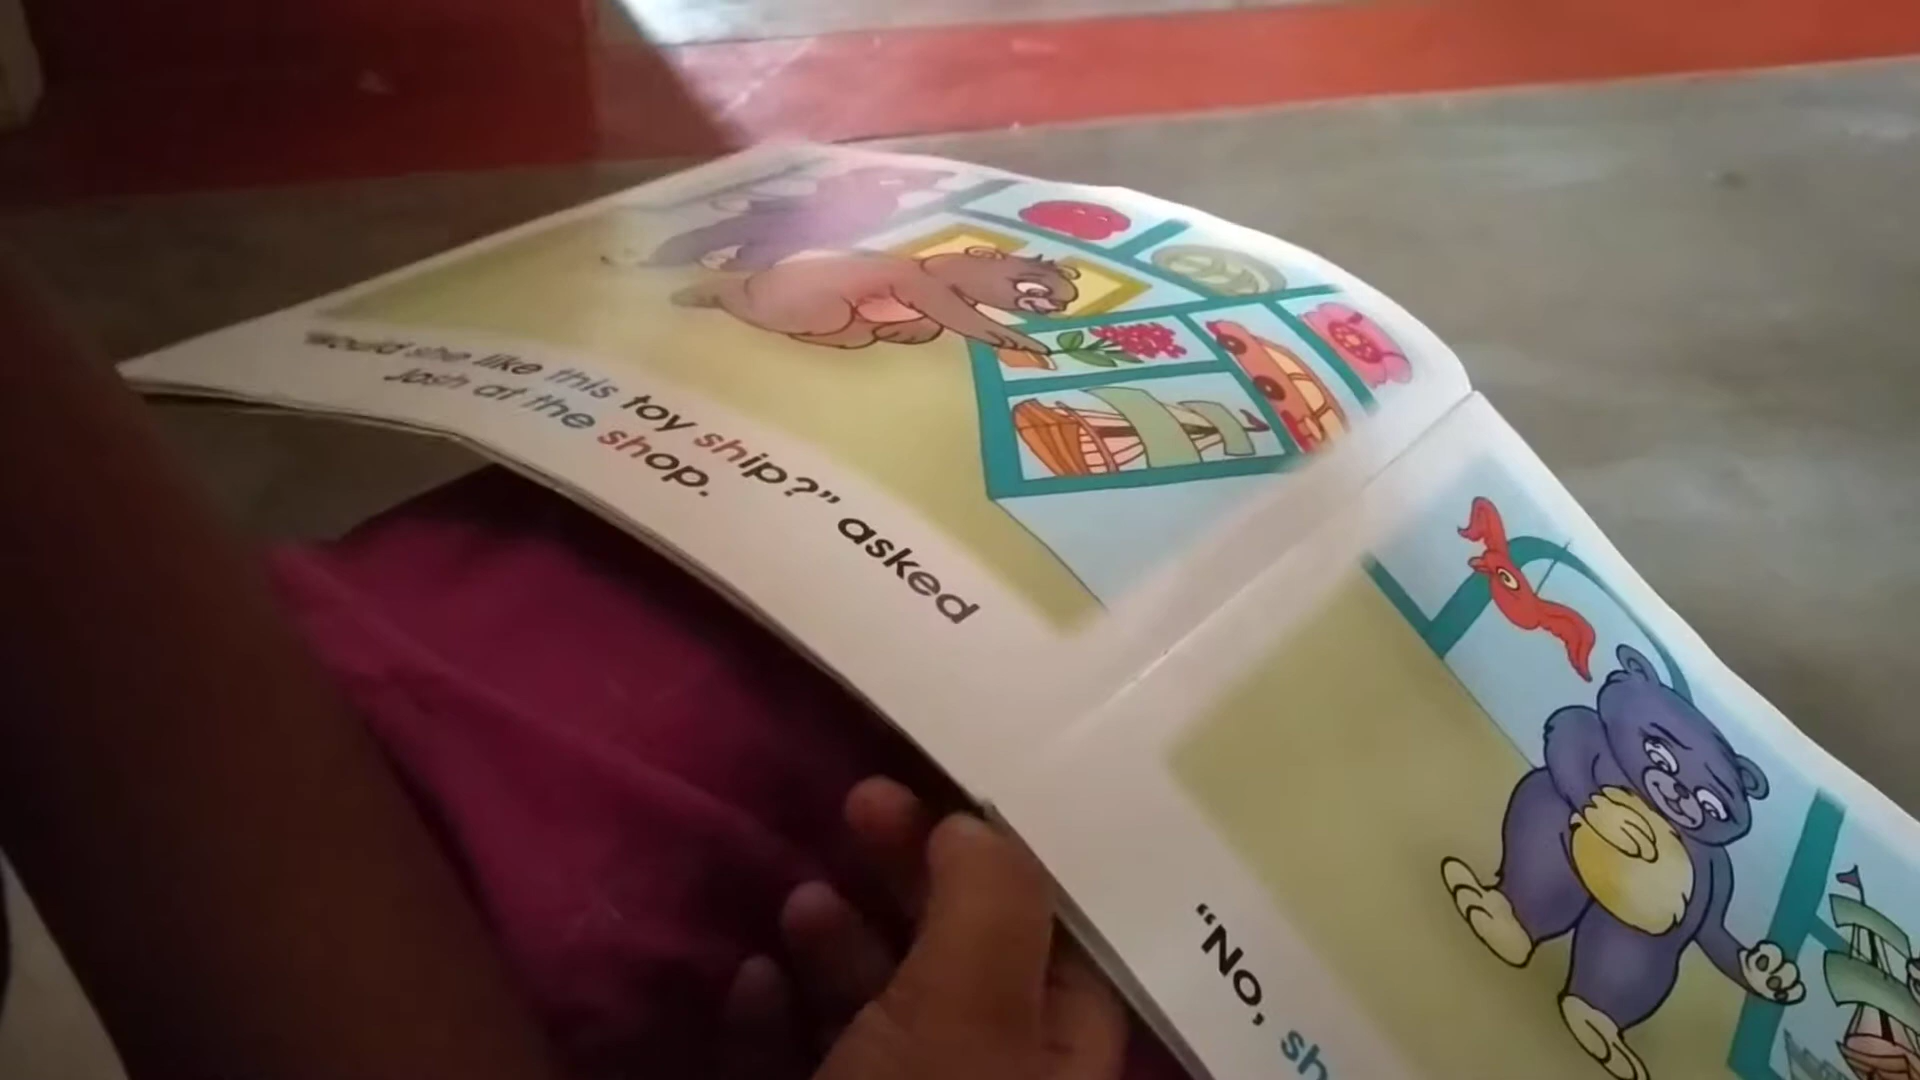 "Would she like this toy ship?" asked
Josh at the shop.
"No, sh